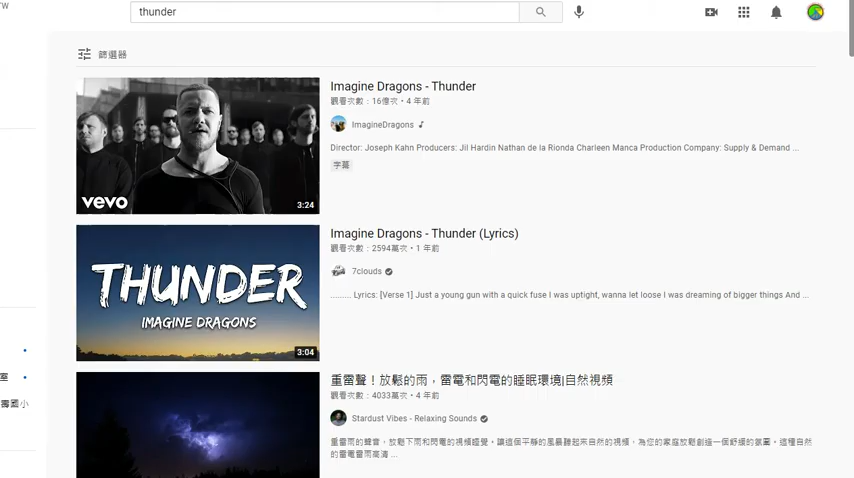 TW
thunder
篩選器
Imagine Dragons - Thunder
觀看次數：16億次 • 4 年前
ImagineDragons
Director: Joseph Kahn Producers: Jil Hardin Nathan de la Rionda Charleen Manca Production Company: Supply & Demand ...
字幕
vevo
3:24
Imagine Dragons - Thunder (Lyrics)
觀看次數：2594萬次 • 1 年前
7clouds
......... Lyrics: [Verse 1] Just a young gun with a quick fuse I was uptight, wanna let loose I was dreaming of bigger things And ...
THUNDER
IMAGINE DRAGONS
3:04
室
壽國小
重雷聲！放鬆的雨，雷電和閃電的睡眠環境|自然視頻
觀看次數：4033萬次 • 4 年前
Stardust Vibes - Relaxing Sounds
重雷雨的聲音，放鬆下雨和閃電的視頻睡覺。讓這個平靜的風暴聽起來自然的視頻，為您的家庭放鬆創造一個舒緩的氛圍。這種自然
的雷電雷雨高清 ...